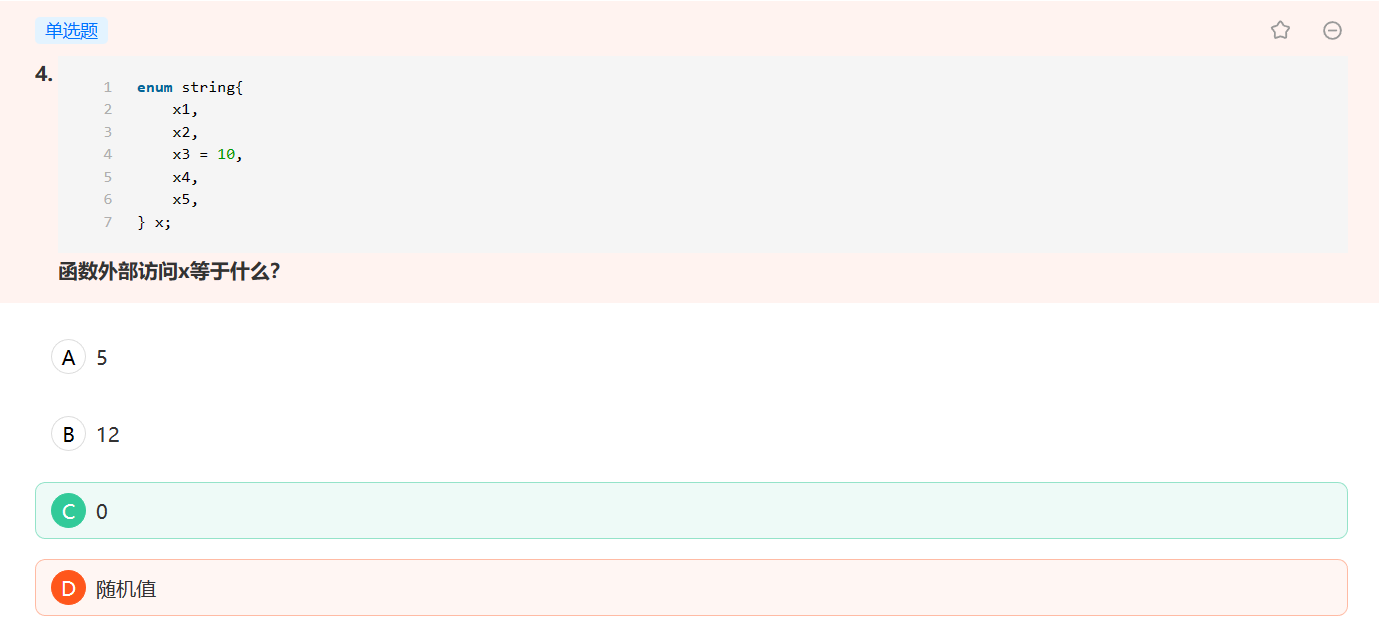 单选题
4.
1 enum string{
2     x1,
3     x2,
4     x3 = 10,
5     x4,
6     x5,
7 } x;
函数外部访问x等于什么?
A 5
B 12
C 0
D 随机值